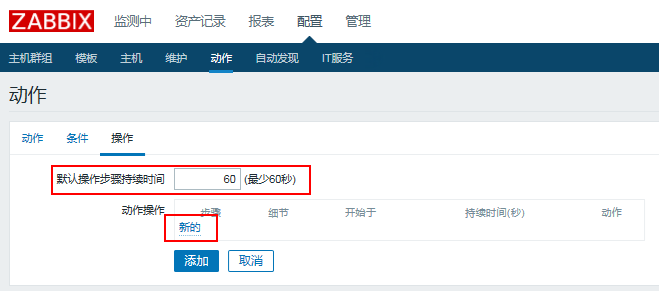 ZABBIX 监测中 资产记录 报表 配置 管理
主机群组 模板 主机 维护 动作 自动发现 IT服务
动作
动作 条件 操作
默认操作步骤持续时间 60 (最少60秒)
动作操作 步骤 细节 开始于 持续时间(秒) 动作
新的
添加 取消